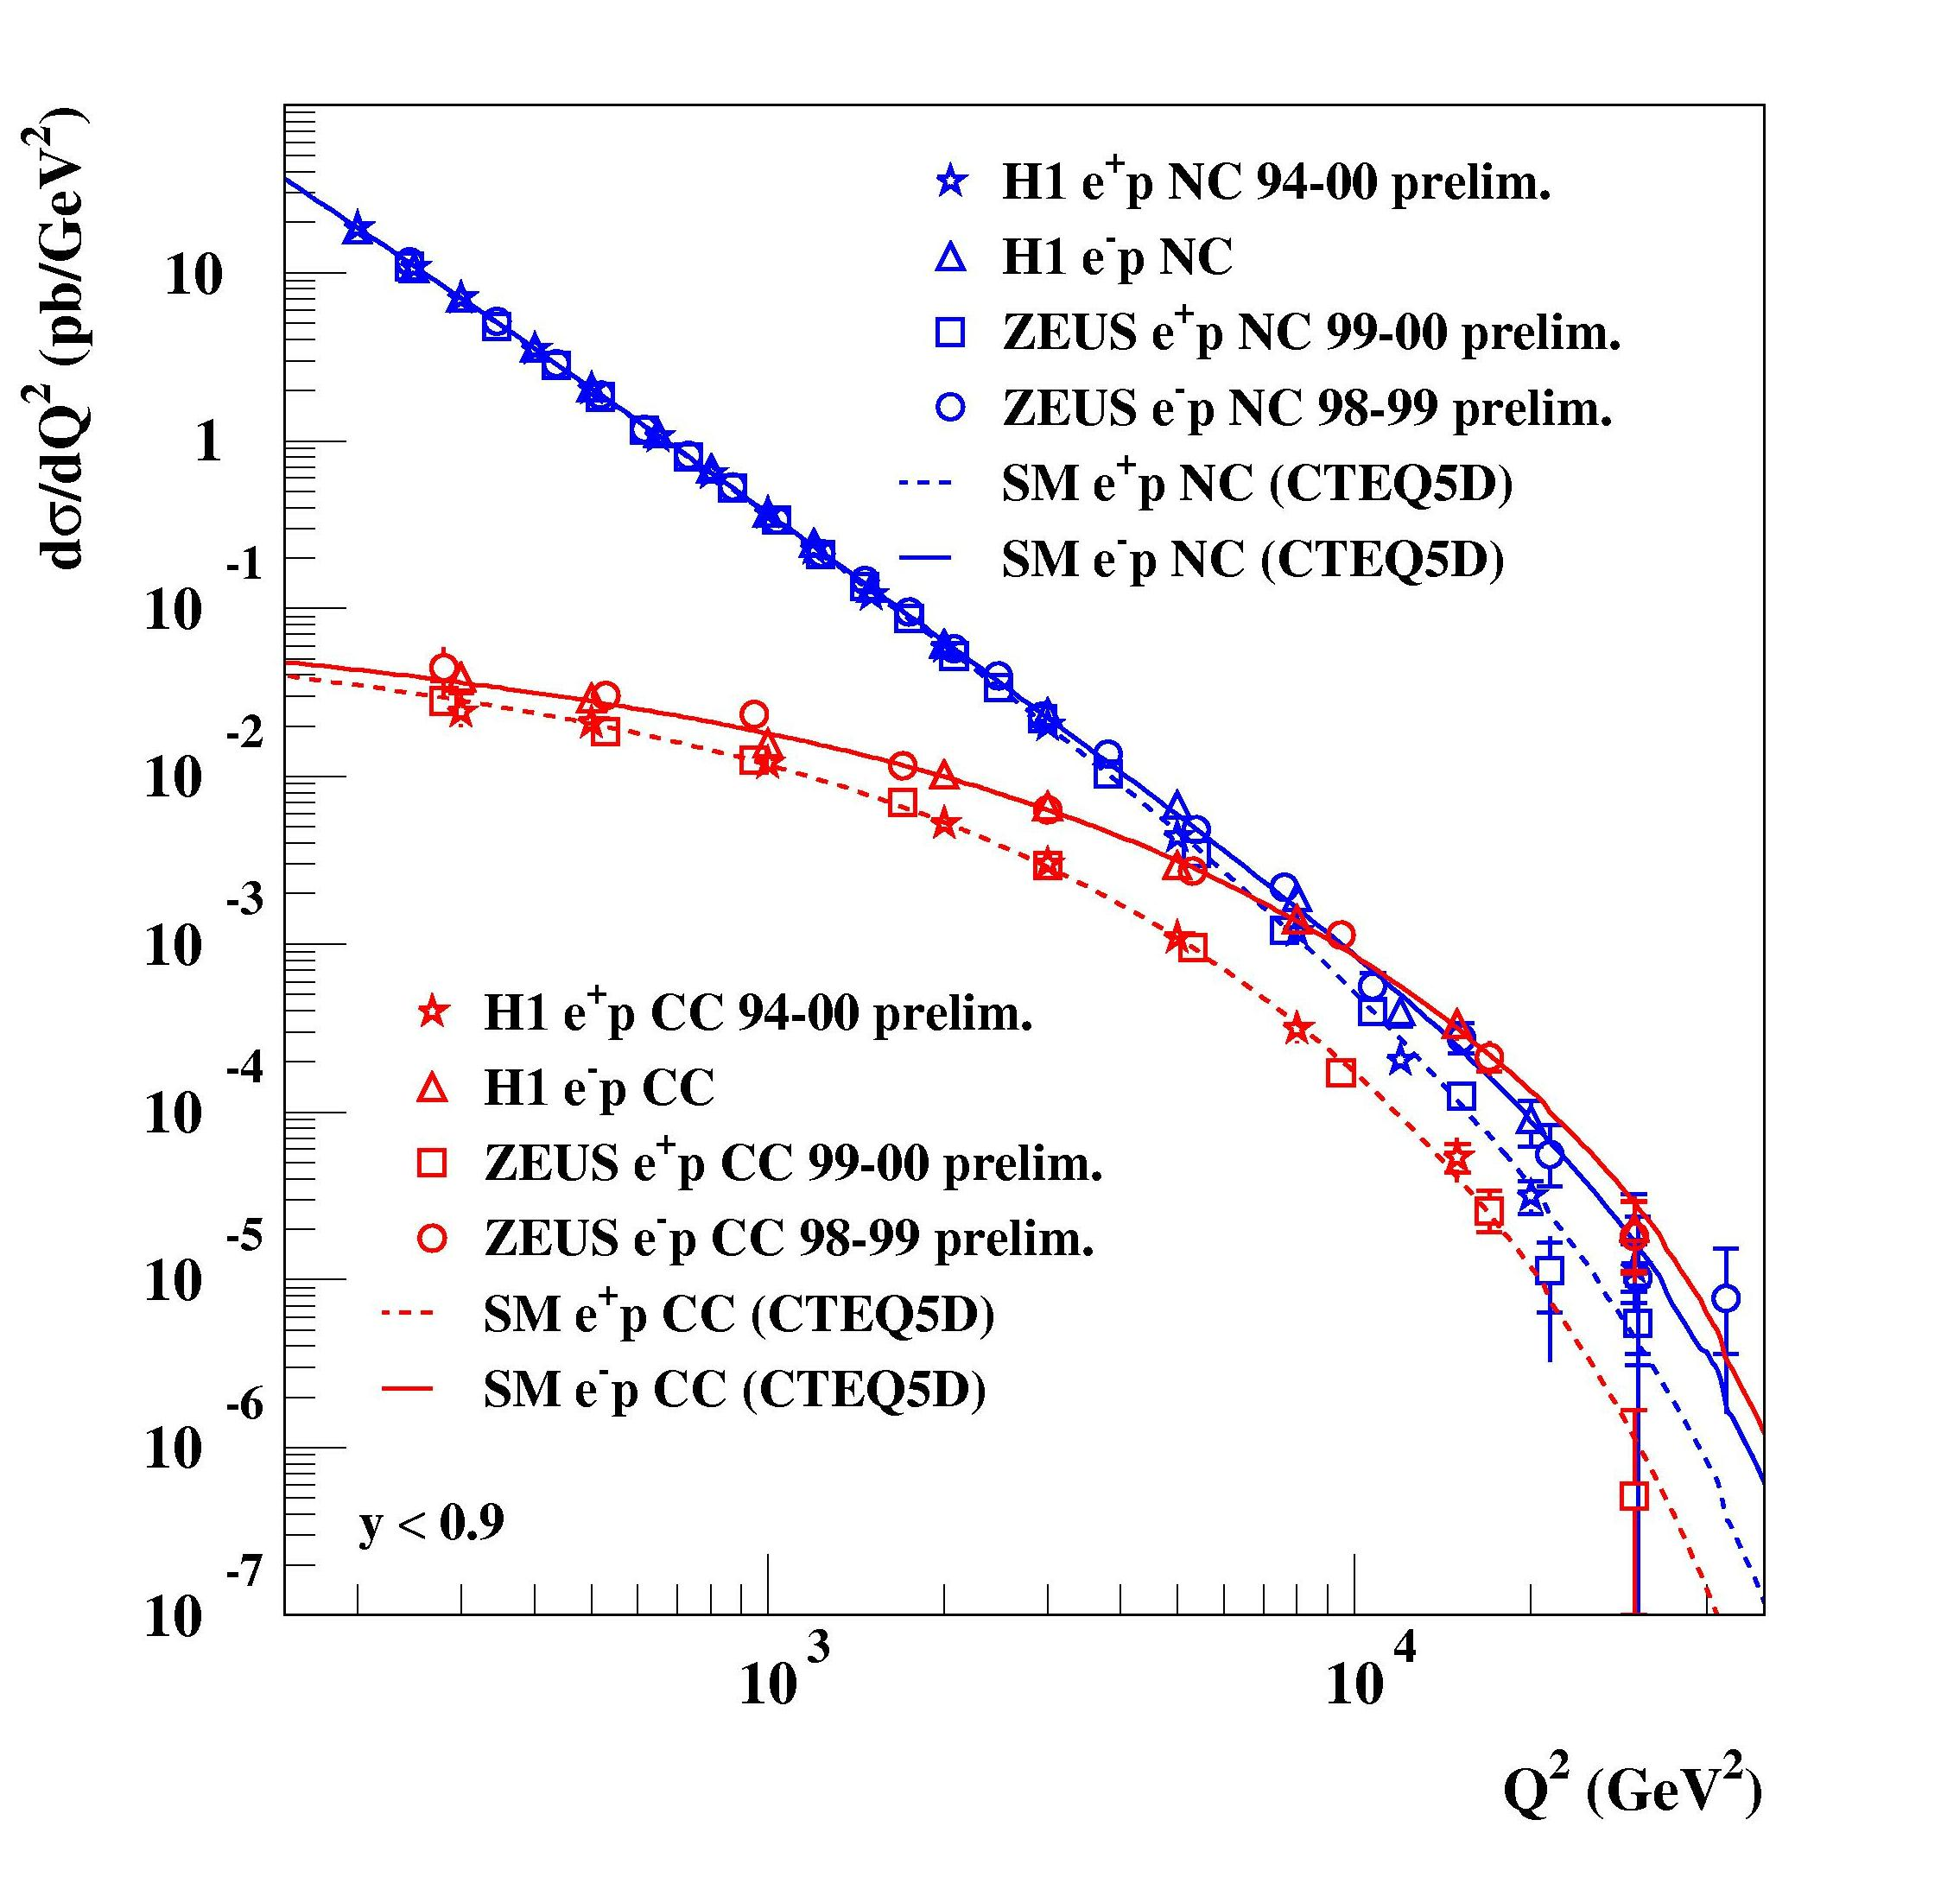 dσ/dQ² (pb/GeV²)
10
1
10⁻¹
10⁻²
10⁻³
10⁻⁴
10⁻⁵
10⁻⁶
10⁻⁷
H1 e⁺p NC 94-00 prelim.
H1 e⁻p NC
ZEUS e⁺p NC 99-00 prelim.
ZEUS e⁻p NC 98-99 prelim.
SM e⁺p NC (CTEQ5D)
SM e⁻p NC (CTEQ5D)
H1 e⁺p CC 94-00 prelim.
H1 e⁻p CC
ZEUS e⁺p CC 99-00 prelim.
ZEUS e⁻p CC 98-99 prelim.
SM e⁺p CC (CTEQ5D)
SM e⁻p CC (CTEQ5D)
y < 0.9
10³ 10⁴
Q² (GeV²)